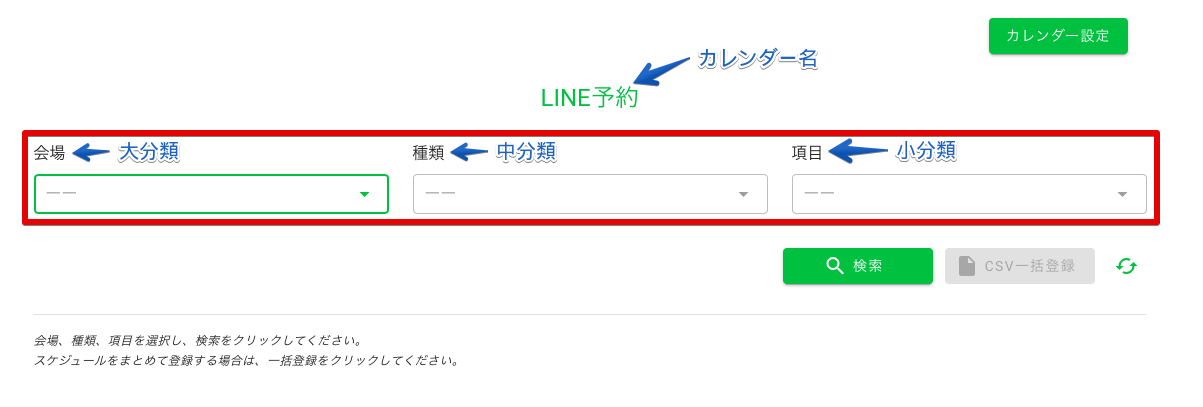 カレンダー設定
カレンダー名
LINE予約
会場 大分類 種類 中分類 項目 小分類
ーー ーー ーー
検索 CSV一括登録
会場、種類、項目を選択し、検索をクリックしてください。
スケジュールをまとめて登録する場合は、一括登録をクリックしてください。